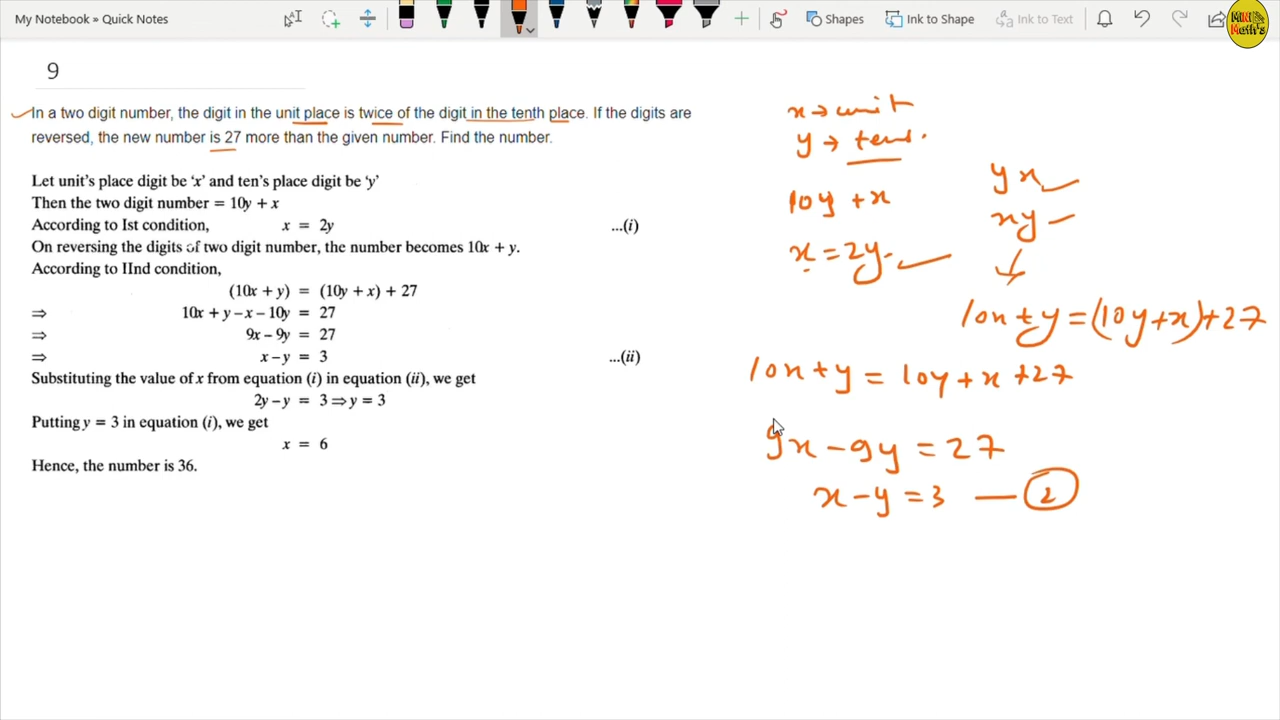 My Notebook » Quick Notes
Shapes
Ink to Shape
Ink to Text
MKR Math's
9
In a two digit number, the digit in the unit place is twice of the digit in the tenth place. If the digits are
reversed, the new number is 27 more than the given number. Find the number.
Let unit's place digit be 'x' and ten's place digit be 'y'
Then the two digit number = 10y + x
According to Ist condition, x = 2y ...(i)
On reversing the digits of two digit number, the number becomes 10x + y.
According to IInd condition,
(10x + y) = (10y + x) + 27
⇒ 10x + y – x – 10y = 27
⇒ 9x – 9y = 27
⇒ x – y = 3 ...(ii)
Substituting the value of x from equation (i) in equation (ii), we get
2y – y = 3 ⇒ y = 3
Putting y = 3 in equation (i), we get
x = 6
Hence, the number is 36.
x → unit
y → tens.
10y + x
x = 2y
yx
xy
10x + y = (10y + x) + 27
10x + y = 10y + x + 27
9x – 9y = 27
x – y = 3 — 2